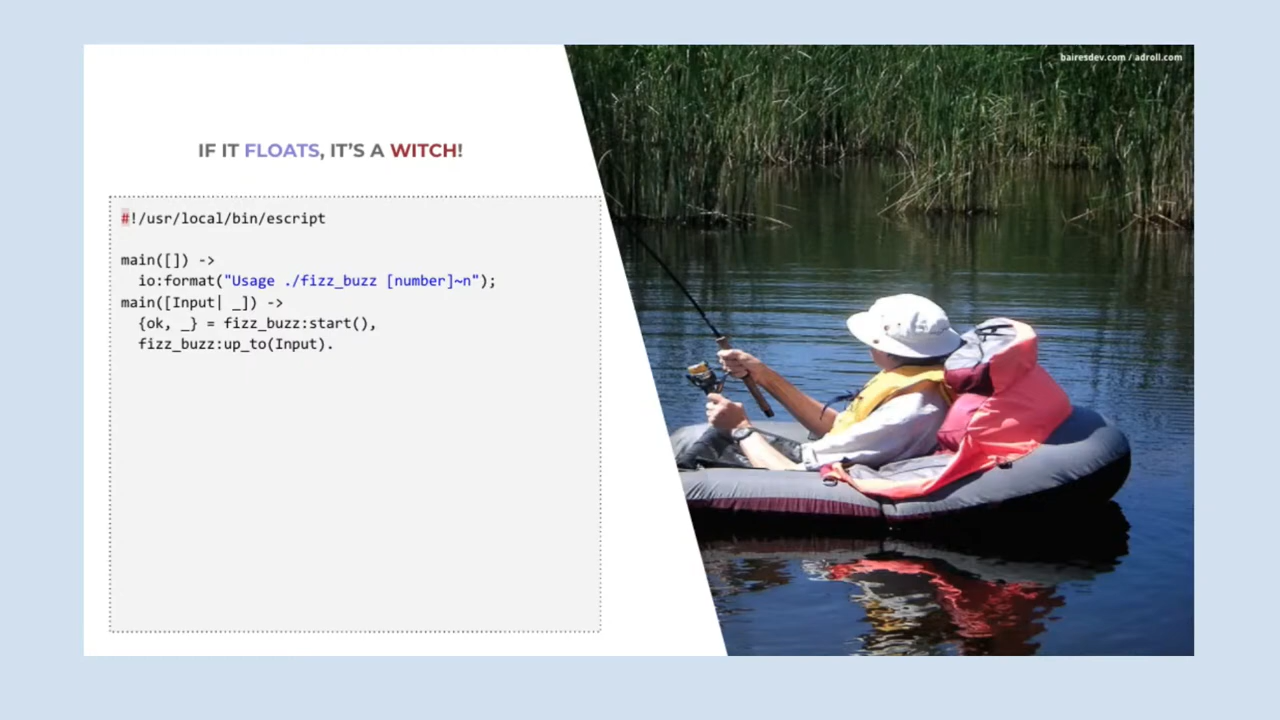 bairesdev.com / adroll.com
IF IT FLOATS, IT’S A WITCH!
#!/usr/local/bin/escript
main([]) ->
  io:format("Usage ./fizz_buzz [number]~n");
main([Input| _]) ->
  {ok, _} = fizz_buzz:start(),
  fizz_buzz:up_to(Input).